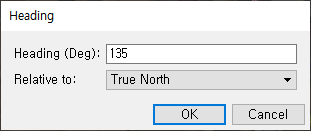 Heading
Heading (Deg): 135
Relative to: True North
OK Cancel